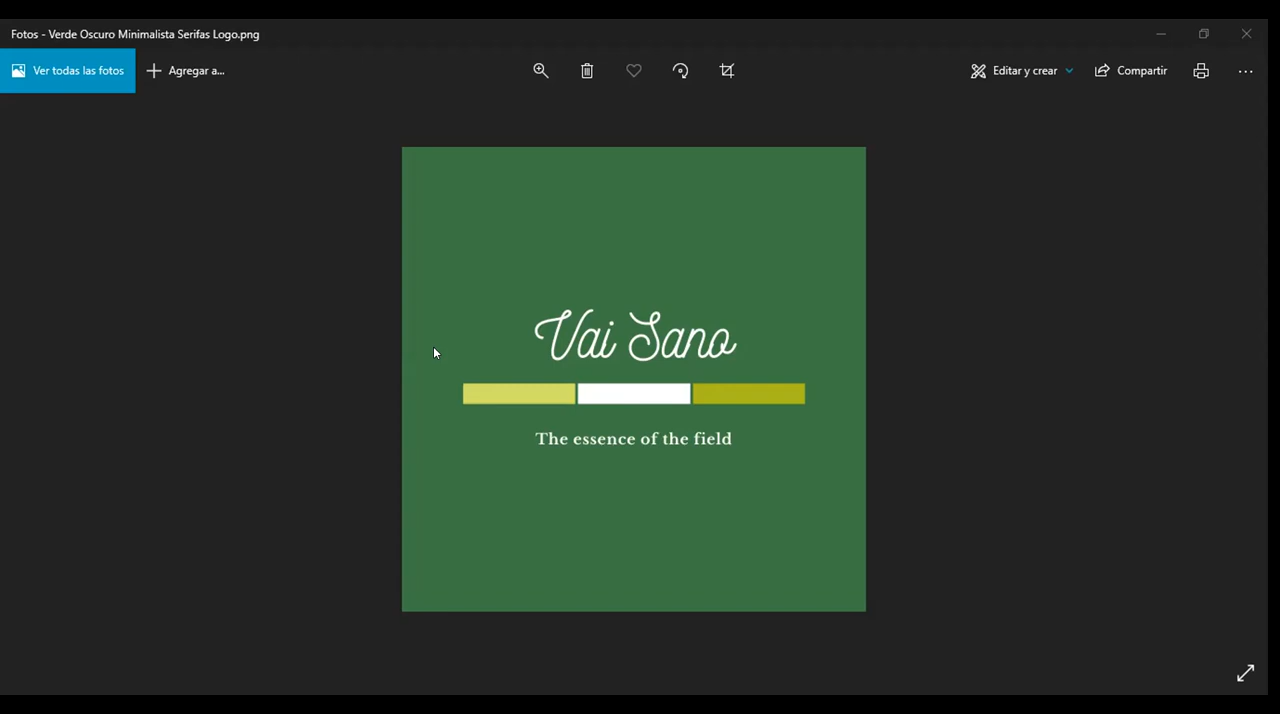 Fotos - Verde Oscuro Minimalista Serifas Logo.png
Ver todas las fotos
Agregar a...
Editar y crear
Compartir
Vai Sano
The essence of the field